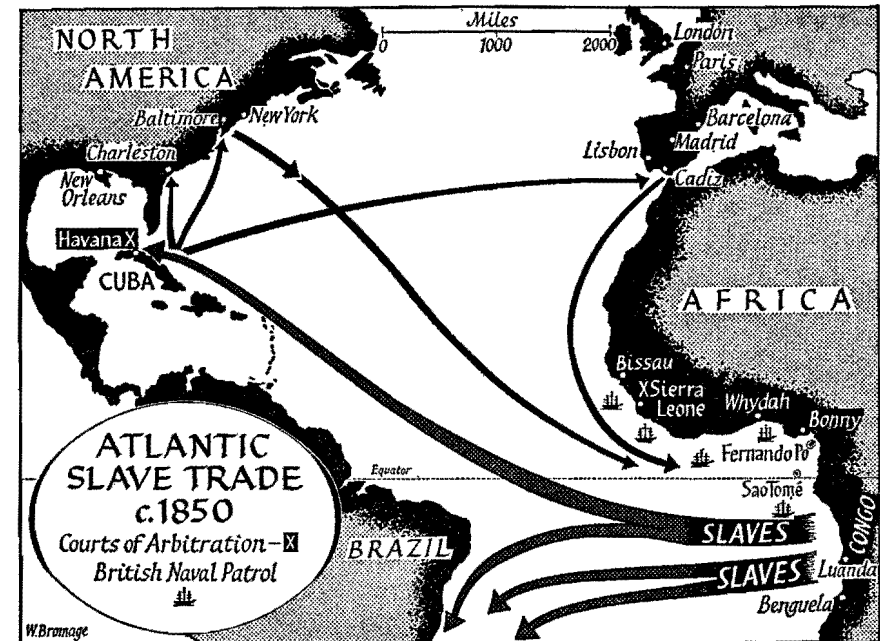 Miles
0 1000 2000
NORTH
AMERICA
London
Paris
Baltimore
New York
Barcelona
Madrid
Lisbon
Charleston
Cadiz
New
Orleans
Havana X
CUBA
AFRICA
Bissau
X Sierra
Leone
Whydah
Bonny
Fernando Po
Equator
Sao Tomé
ATLANTIC
SLAVE TRADE
c.1850
Courts of Arbitration – X
British Naval Patrol
BRAZIL
SLAVES
SLAVES
CONGO
Luanda
Benguela
W.Bromage